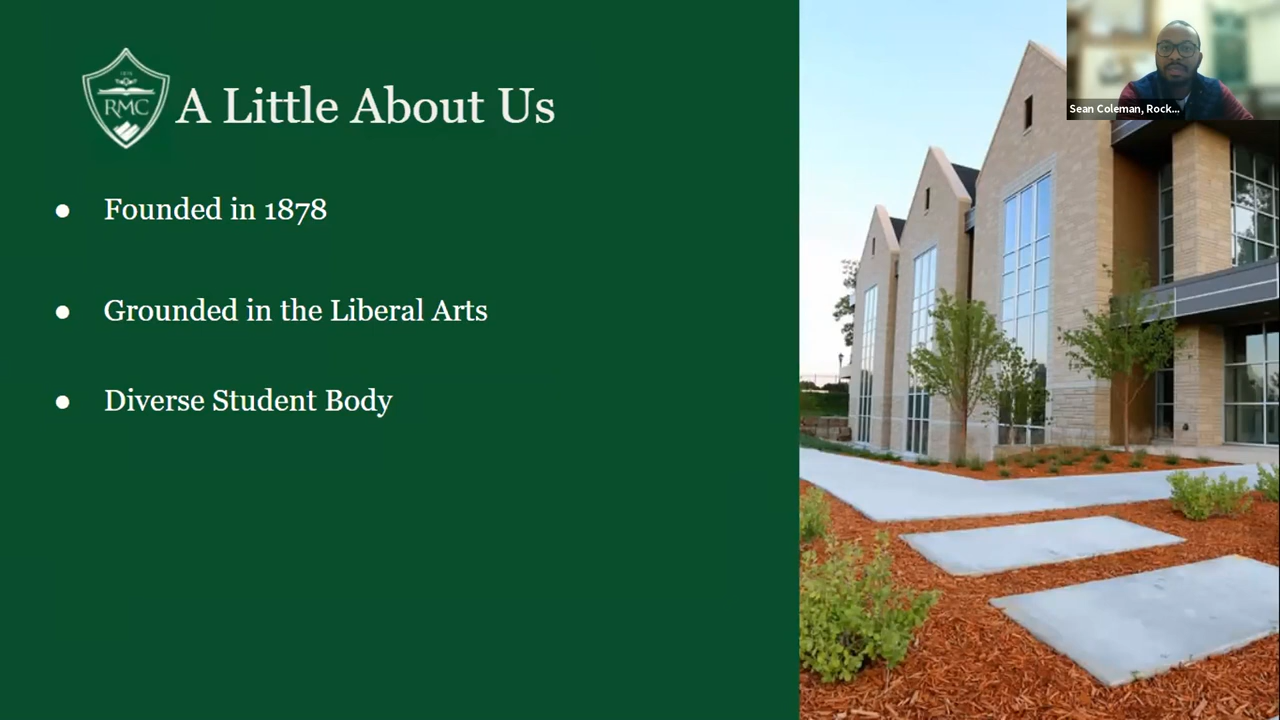 RMC
A Little About Us
Sean Coleman, Rock...
● Founded in 1878
● Grounded in the Liberal Arts
● Diverse Student Body